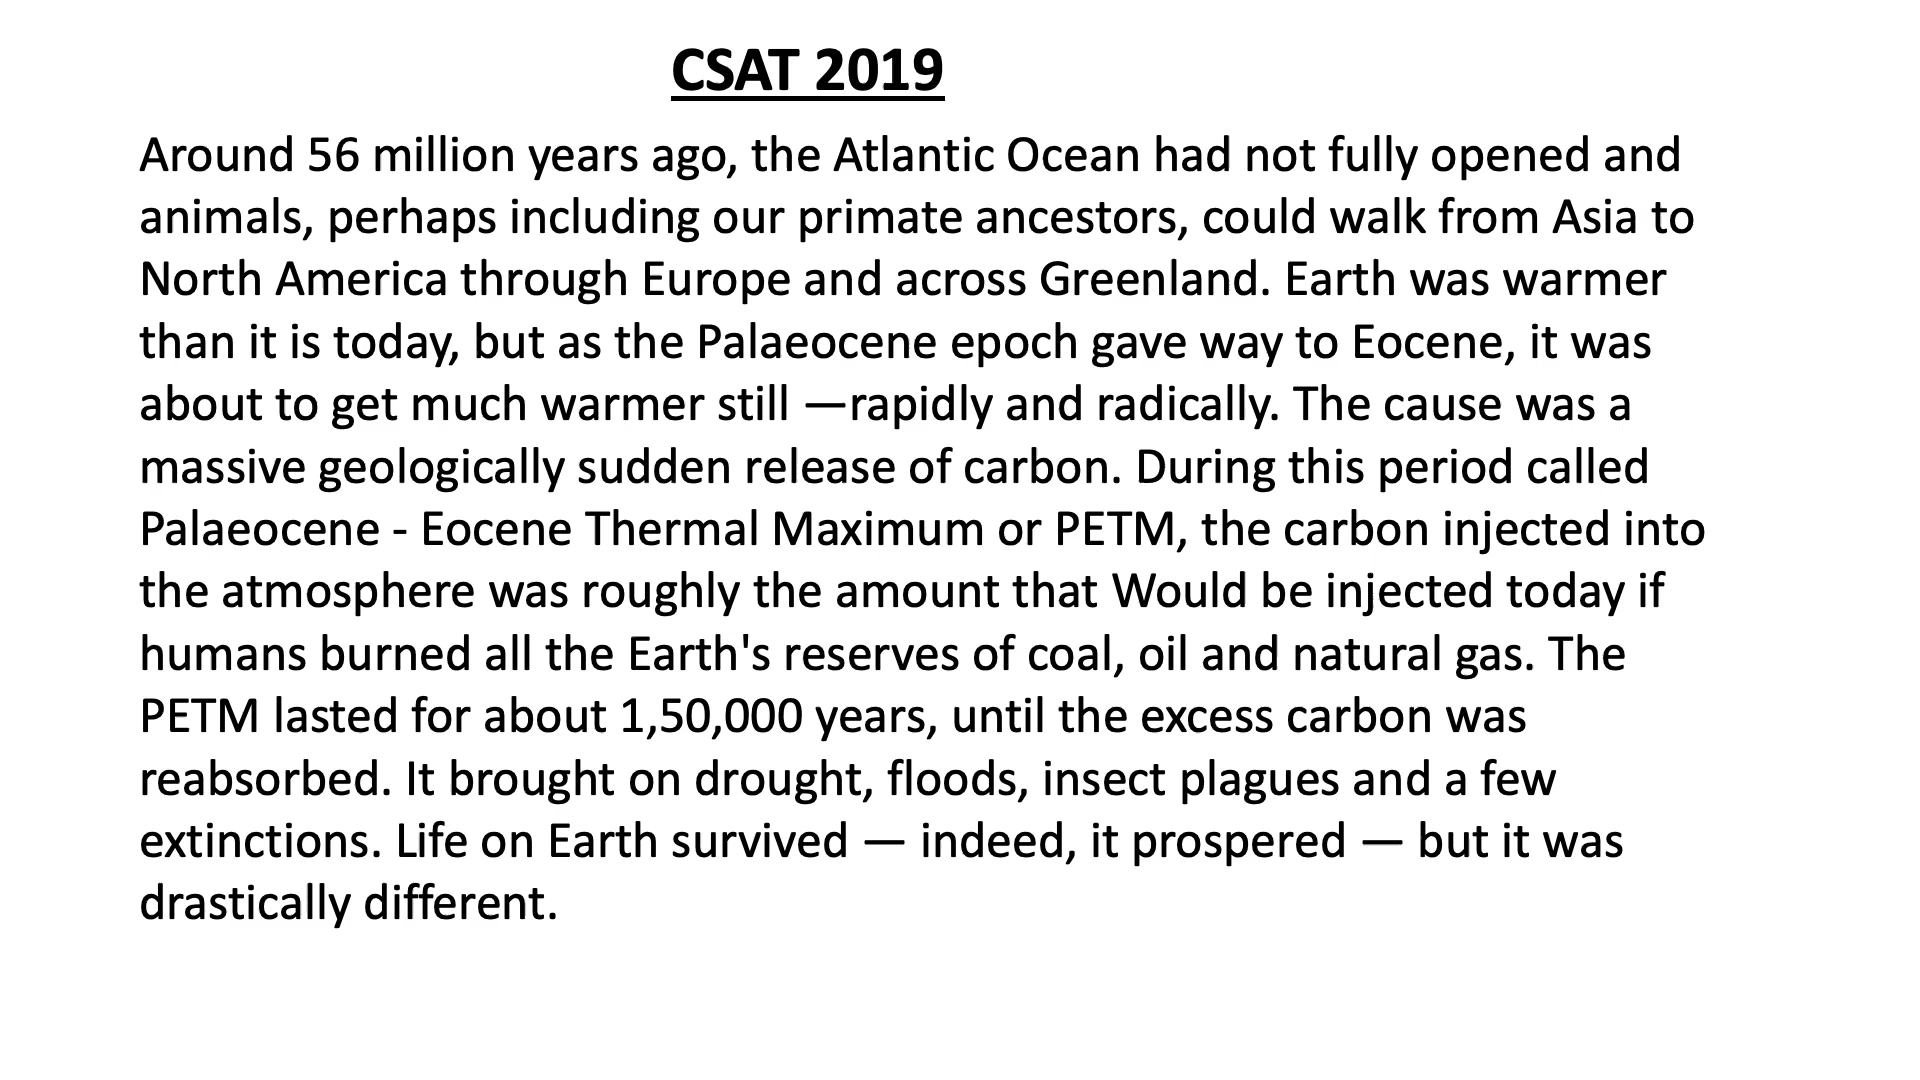 CSAT 2019
Around 56 million years ago, the Atlantic Ocean had not fully opened and
animals, perhaps including our primate ancestors, could walk from Asia to
North America through Europe and across Greenland. Earth was warmer
than it is today, but as the Palaeocene epoch gave way to Eocene, it was
about to get much warmer still —rapidly and radically. The cause was a
massive geologically sudden release of carbon. During this period called
Palaeocene - Eocene Thermal Maximum or PETM, the carbon injected into
the atmosphere was roughly the amount that Would be injected today if
humans burned all the Earth's reserves of coal, oil and natural gas. The
PETM lasted for about 1,50,000 years, until the excess carbon was
reabsorbed. It brought on drought, floods, insect plagues and a few
extinctions. Life on Earth survived — indeed, it prospered — but it was
drastically different.